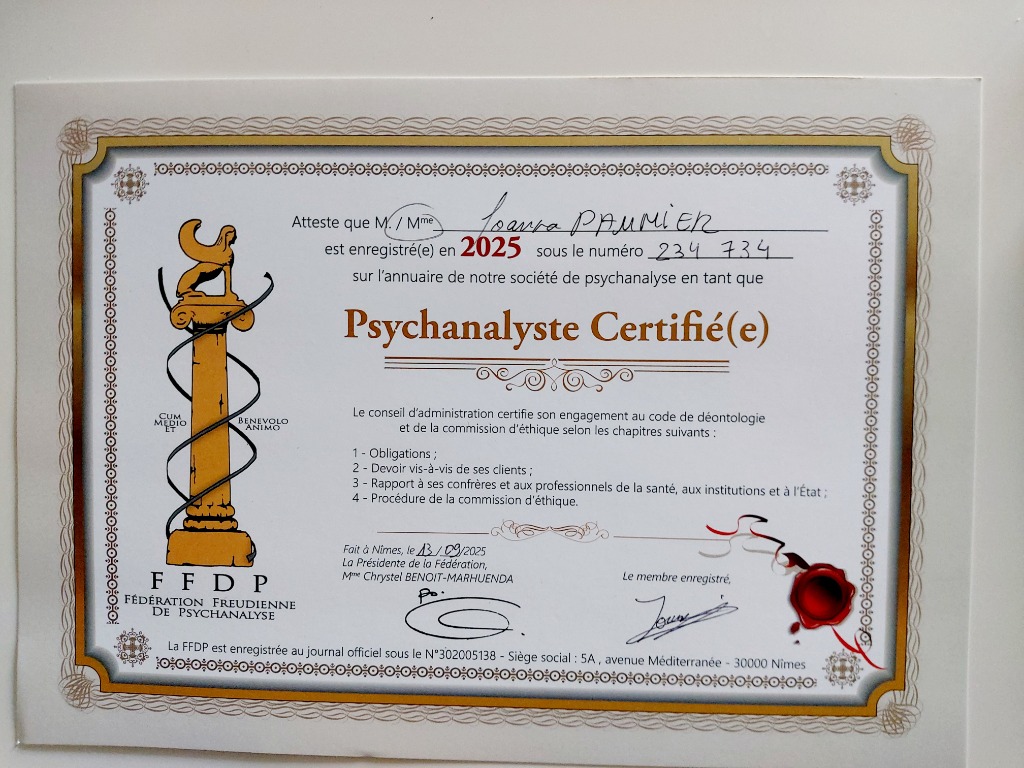 Atteste que M. / Mme Joanna PAUMIER
est enregistré(e) en 2025 sous le numéro 234 734
sur l'annuaire de notre société de psychanalyse en tant que
Psychanalyste Certifié(e)
Cum
Medio
Et
Benevolo
Animo
Le conseil d'administration certifie son engagement au code de déontologie
et de la commission d'éthique selon les chapitres suivants :
1 - Obligations ;
2 - Devoir vis-à-vis de ses clients ;
3 - Rapport à ses confrères et aux professionnels de la santé, aux institutions et à l'État ;
4 - Procédure de la commission d'éthique.
Fait à Nîmes, le 13/09/2025
La Présidente de la Fédération,
Mme Chrystel BENOIT-MARHUENDA
po.
Le membre enregistré,
F F D P
Fédération Freudienne
De Psychanalyse
La FFDP est enregistrée au journal officiel sous le N°302005138 - Siège social : 5A , avenue Méditerranée - 30000 Nîmes